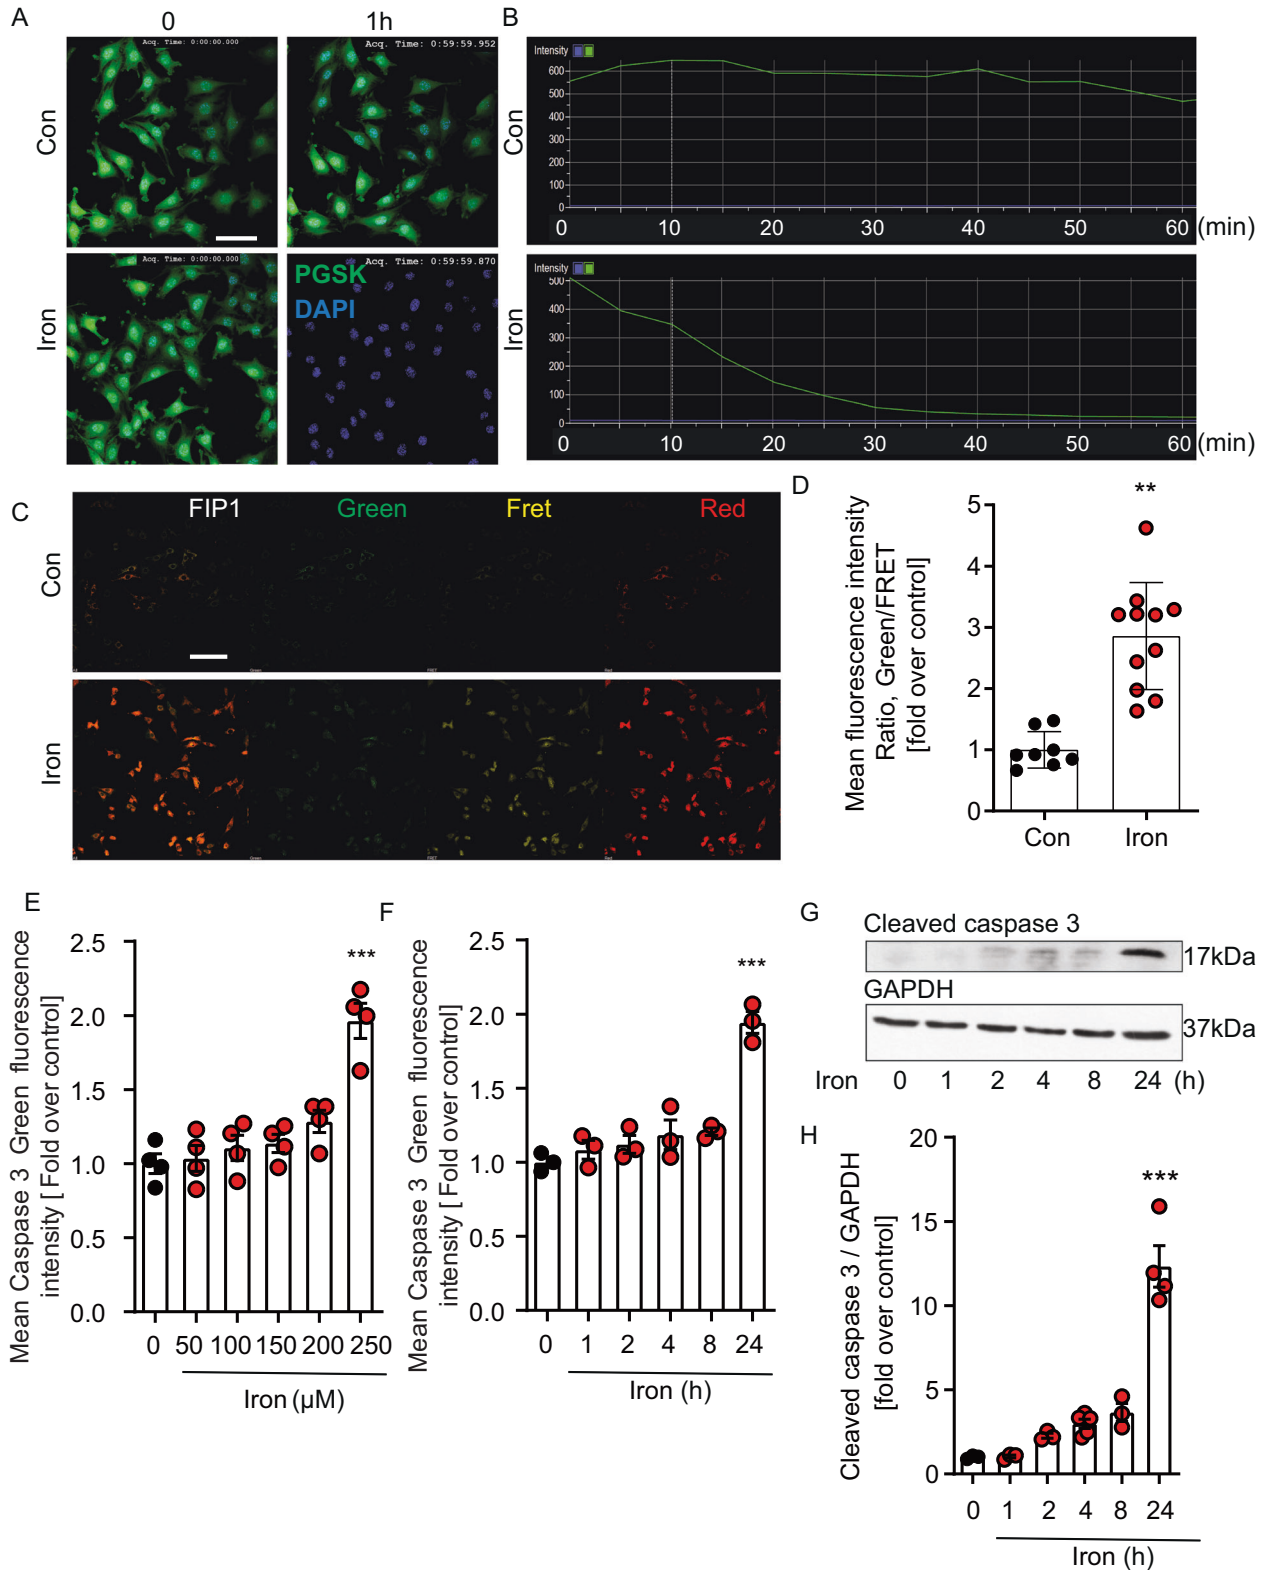 A
0
1h
B
Con
Acq. Time: 0:00:00.000
Acq. Time: 0:59:59.952
Iron
Acq. Time: 0:00:00.000
Acq. Time: 0:59:59.870
PGSK
DAPI
Con
Intensity
600
500
400
300
200
100
0
0 10 20 30 40 50 60 (min)
Iron
Intensity
500
400
300
200
100
0
0 10 20 30 40 50 60 (min)
C
FIP1 Green Fret Red
Con
Green FRET Red
Iron
Green FRET Red
D
Mean fluorescence intensity
Ratio, Green/FRET
[fold over control]
5
4
3
2
1
0
**
Con Iron
E
Mean Caspase 3 Green fluorescence
intensity [ Fold over control]
2.5
2.0
1.5
1.0
0.5
0.0
***
0 50 100 150 200 250
Iron (µM)
F
Mean Caspase 3 Green fluorescence
intensity [ Fold over control]
2.5
2.0
1.5
1.0
0.5
0.0
***
0 1 2 4 8 24
Iron (h)
G
Cleaved caspase 3
17kDa
GAPDH
37kDa
Iron 0 1 2 4 8 24 (h)
H
Cleaved caspase 3 / GAPDH
[fold over control]
20
15
10
5
0
***
0 1 2 4 8 24
Iron (h)